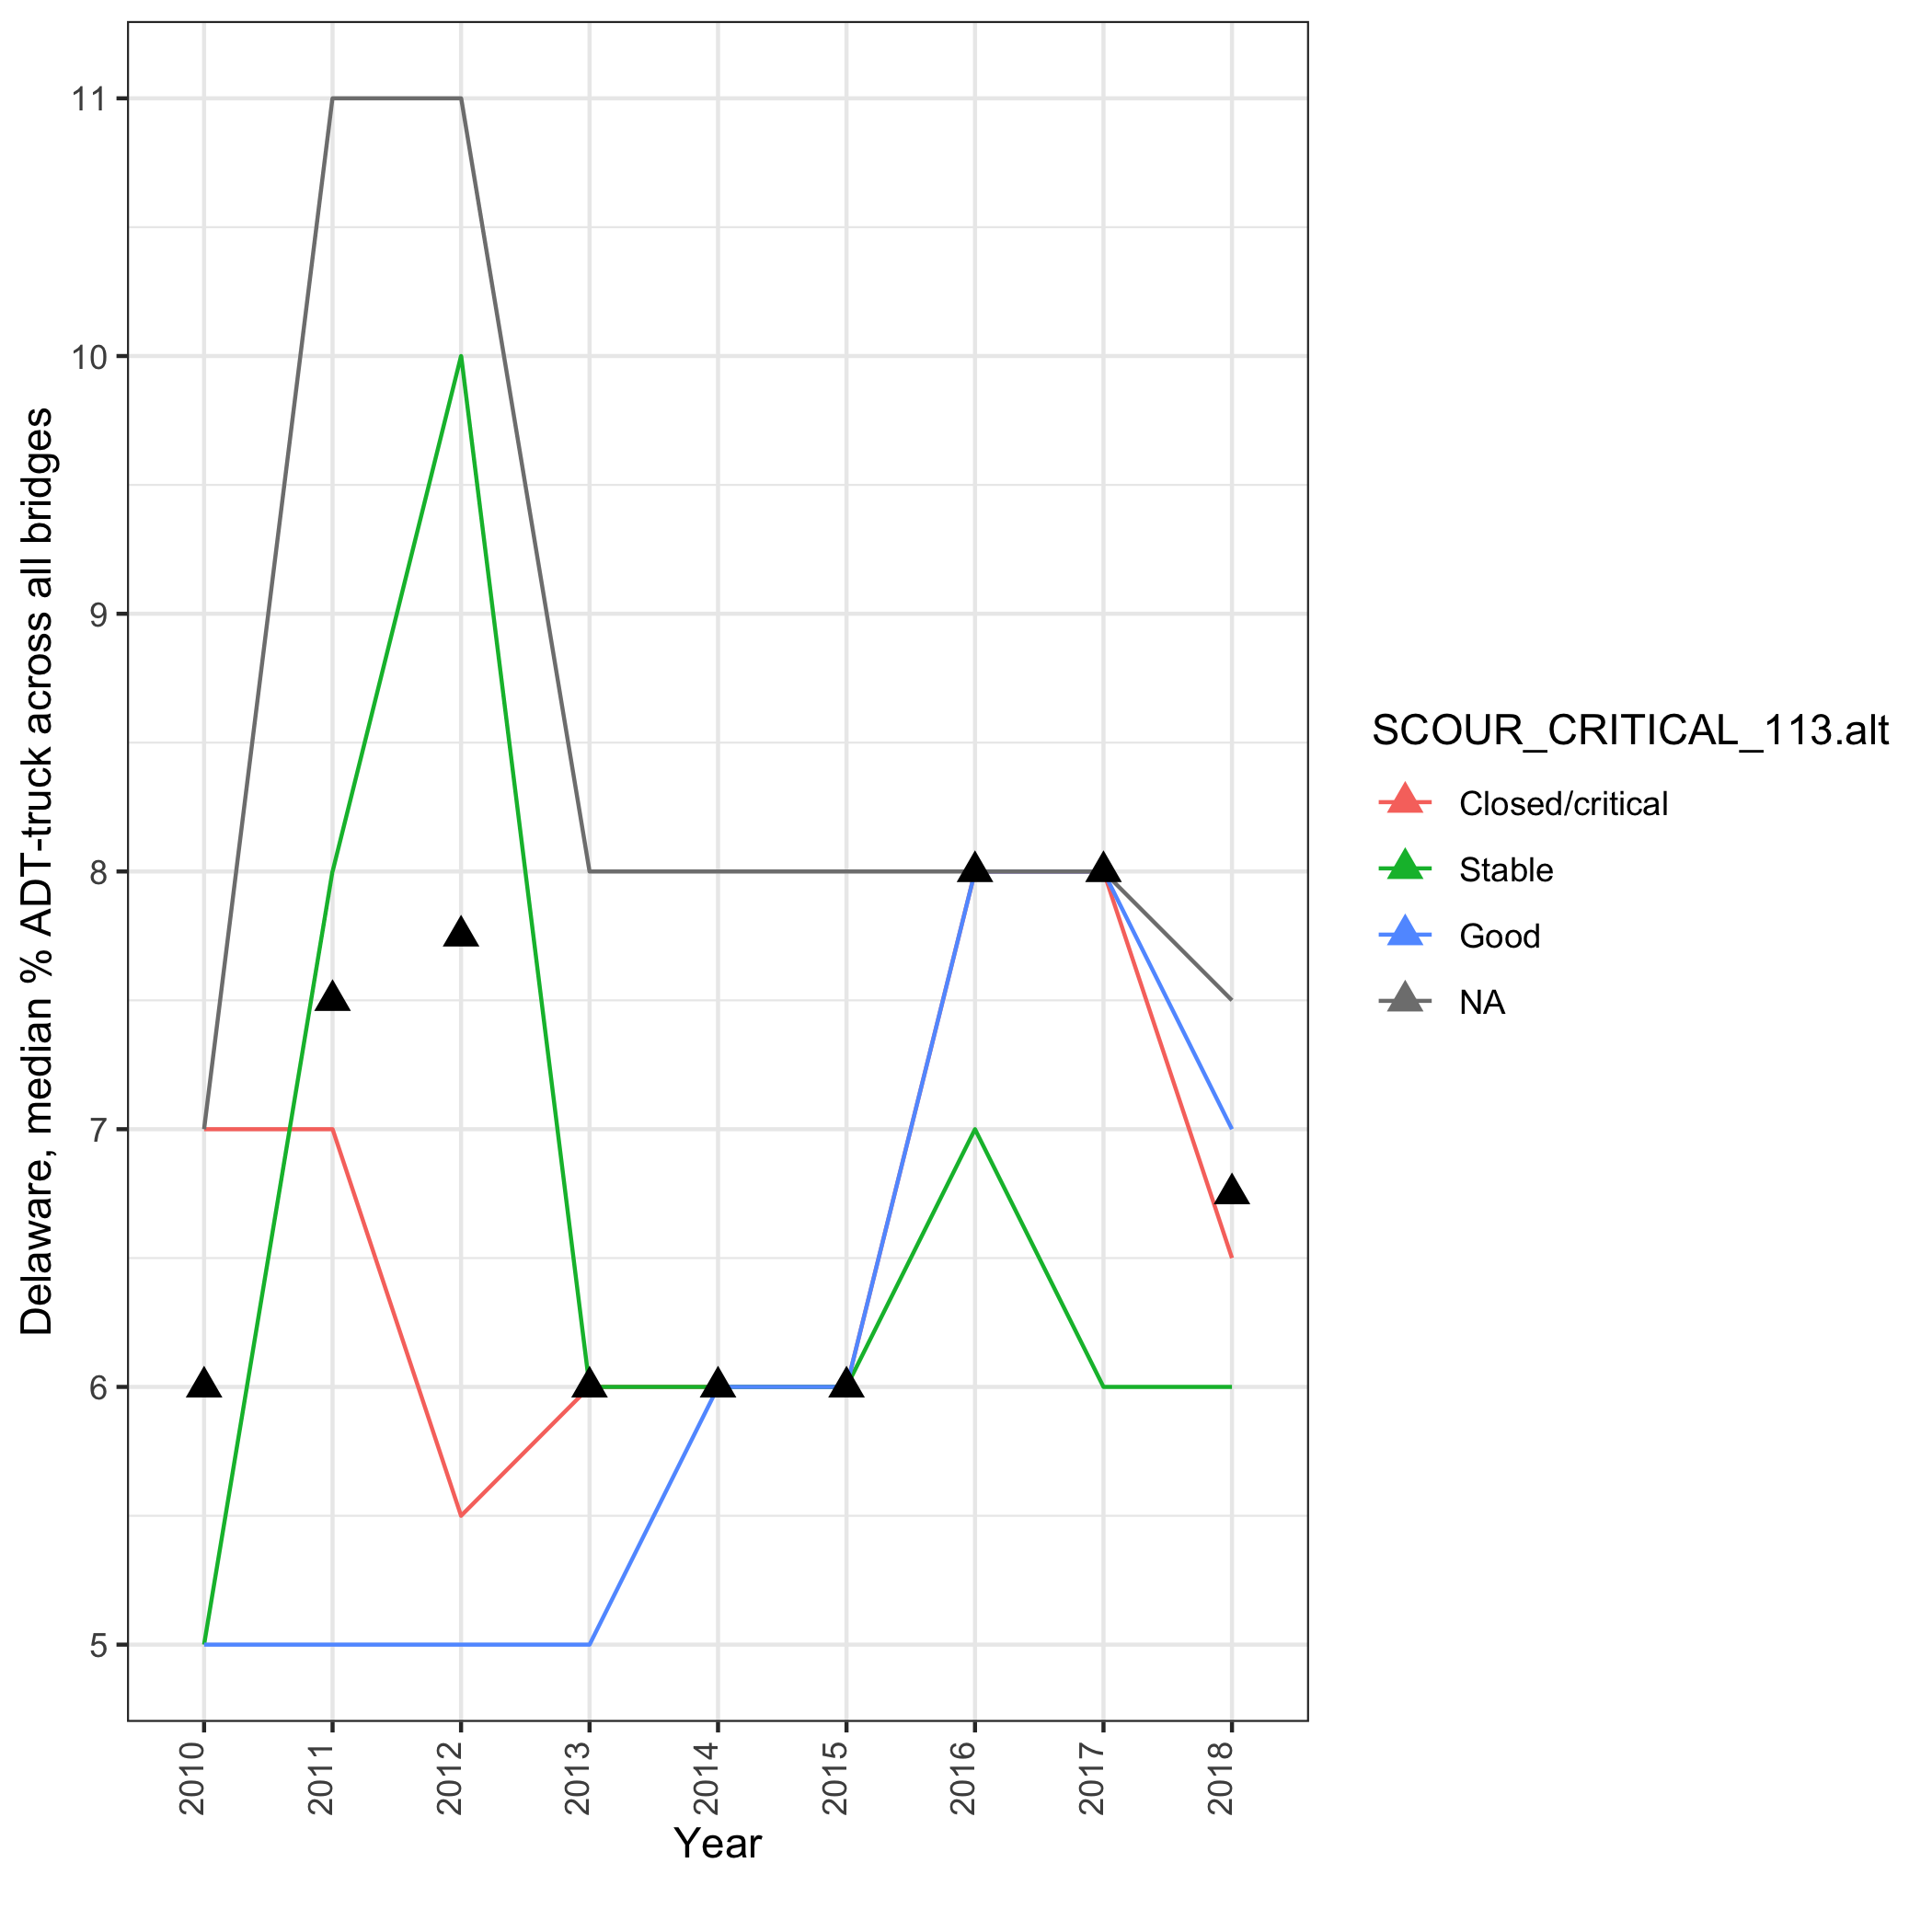 Delaware, median % ADT-truck across all bridges
11
10
9
8
7
6
5
2010
2011
2012
2013
2014
2015
2016
2017
2018
Year
SCOUR_CRITICAL_113.alt
Closed/critical
Stable
Good
NA